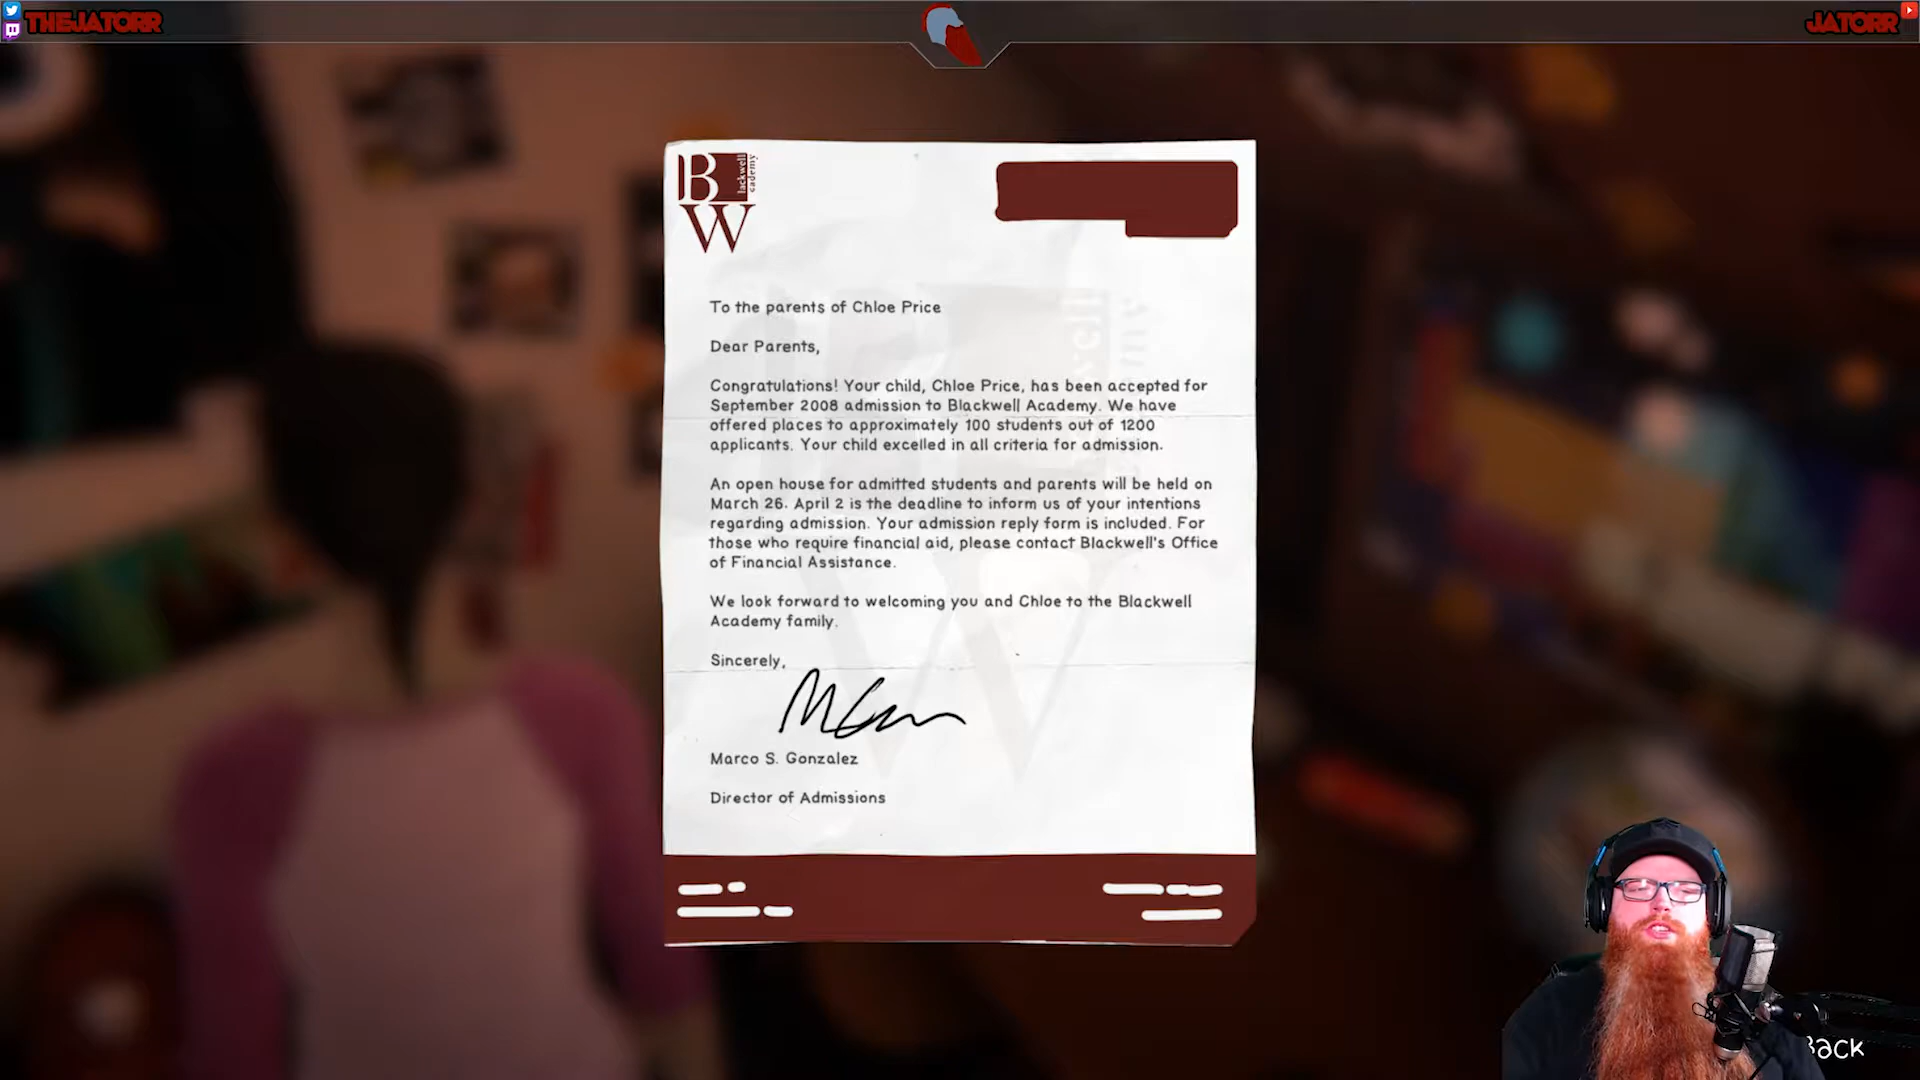 THEJATORR
JATORR
B
lackwell
cademy
W
To the parents of Chloe Price
Dear Parents,
Congratulations! Your child, Chloe Price, has been accepted for
September 2008 admission to Blackwell Academy. We have
offered places to approximately 100 students out of 1200
applicants. Your child excelled in all criteria for admission.
An open house for admitted students and parents will be held on
March 26. April 2 is the deadline to inform us of your intentions
regarding admission. Your admission reply form is included. For
those who require financial aid, please contact Blackwell's Office
of Financial Assistance.
We look forward to welcoming you and Chloe to the Blackwell
Academy family.
Sincerely,
Marco S. Gonzalez
Director of Admissions
Back